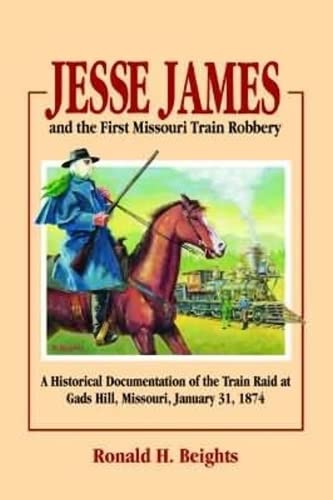 JESSE JAMES
and the First Missouri Train Robbery
A Historical Documentation of the Train Raid at
Gads Hill, Missouri, January 31, 1874
Ronald H. Beights